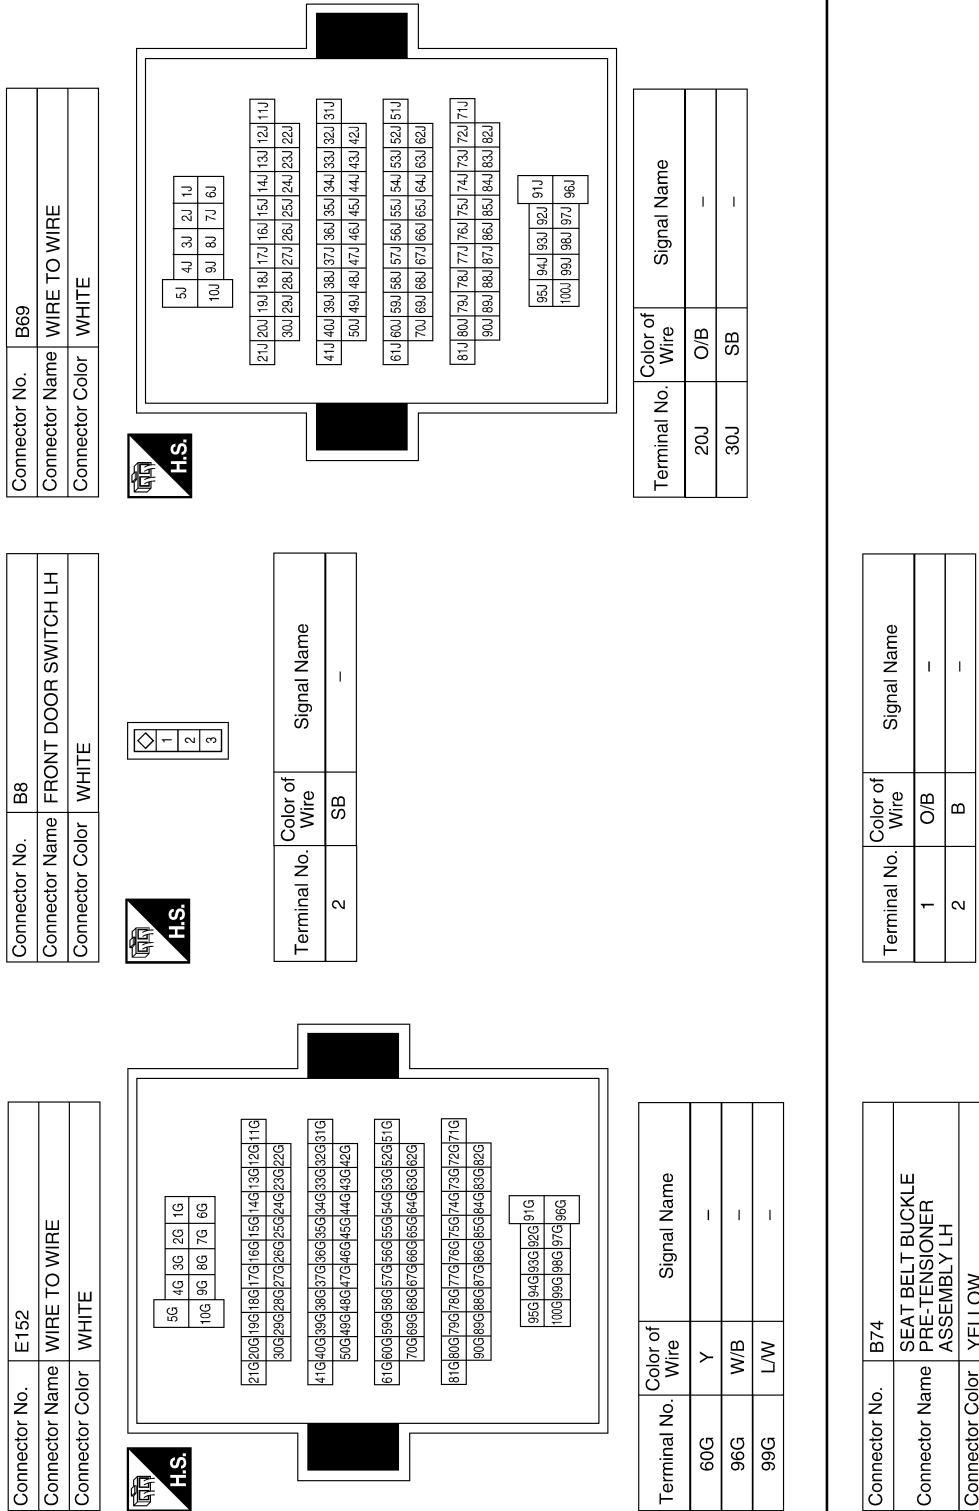 Connector No. E152
Connector Name WIRE TO WIRE
Connector Color WHITE
H.S.
5G 4G 3G 2G 1G
10G 9G 8G 7G 6G
21G 20G 19G 18G 17G 16G 15G 14G 13G 12G 11G
30G 29G 28G 27G 26G 25G 24G 23G 22G
41G 40G 39G 38G 37G 36G 35G 34G 33G 32G 31G
50G 49G 48G 47G 46G 45G 44G 43G 42G
61G 60G 59G 58G 57G 56G 55G 54G 53G 52G 51G
70G 69G 68G 67G 66G 65G 64G 63G 62G
81G 80G 79G 78G 77G 76G 75G 74G 73G 72G 71G
90G 89G 88G 87G 86G 85G 84G 83G 82G
95G 94G 93G 92G 91G
100G 99G 98G 97G 96G
Terminal No. Color of Wire Signal Name
60G Y –
96G W/B –
99G L/W –
Connector No. B8
Connector Name FRONT DOOR SWITCH LH
Connector Color WHITE
H.S.
1
2
3
Terminal No. Color of Wire Signal Name
2 SB –
Connector No. B69
Connector Name WIRE TO WIRE
Connector Color WHITE
H.S.
5J 4J 3J 2J 1J
10J 9J 8J 7J 6J
21J 20J 19J 18J 17J 16J 15J 14J 13J 12J 11J
30J 29J 28J 27J 26J 25J 24J 23J 22J
41J 40J 39J 38J 37J 36J 35J 34J 33J 32J 31J
50J 49J 48J 47J 46J 45J 44J 43J 42J
61J 60J 59J 58J 57J 56J 55J 54J 53J 52J 51J
70J 69J 68J 67J 66J 65J 64J 63J 62J
81J 80J 79J 78J 77J 76J 75J 74J 73J 72J 71J
90J 89J 88J 87J 86J 85J 84J 83J 82J
95J 94J 93J 92J 91J
100J 99J 98J 97J 96J
Terminal No. Color of Wire Signal Name
20J O/B –
30J SB –
Connector No. B74
Connector Name SEAT BELT BUCKLE
PRE-TENSIONER
ASSEMBLY LH
Connector Color YELLOW
Terminal No. Color of Wire Signal Name
1 O/B –
2 B –